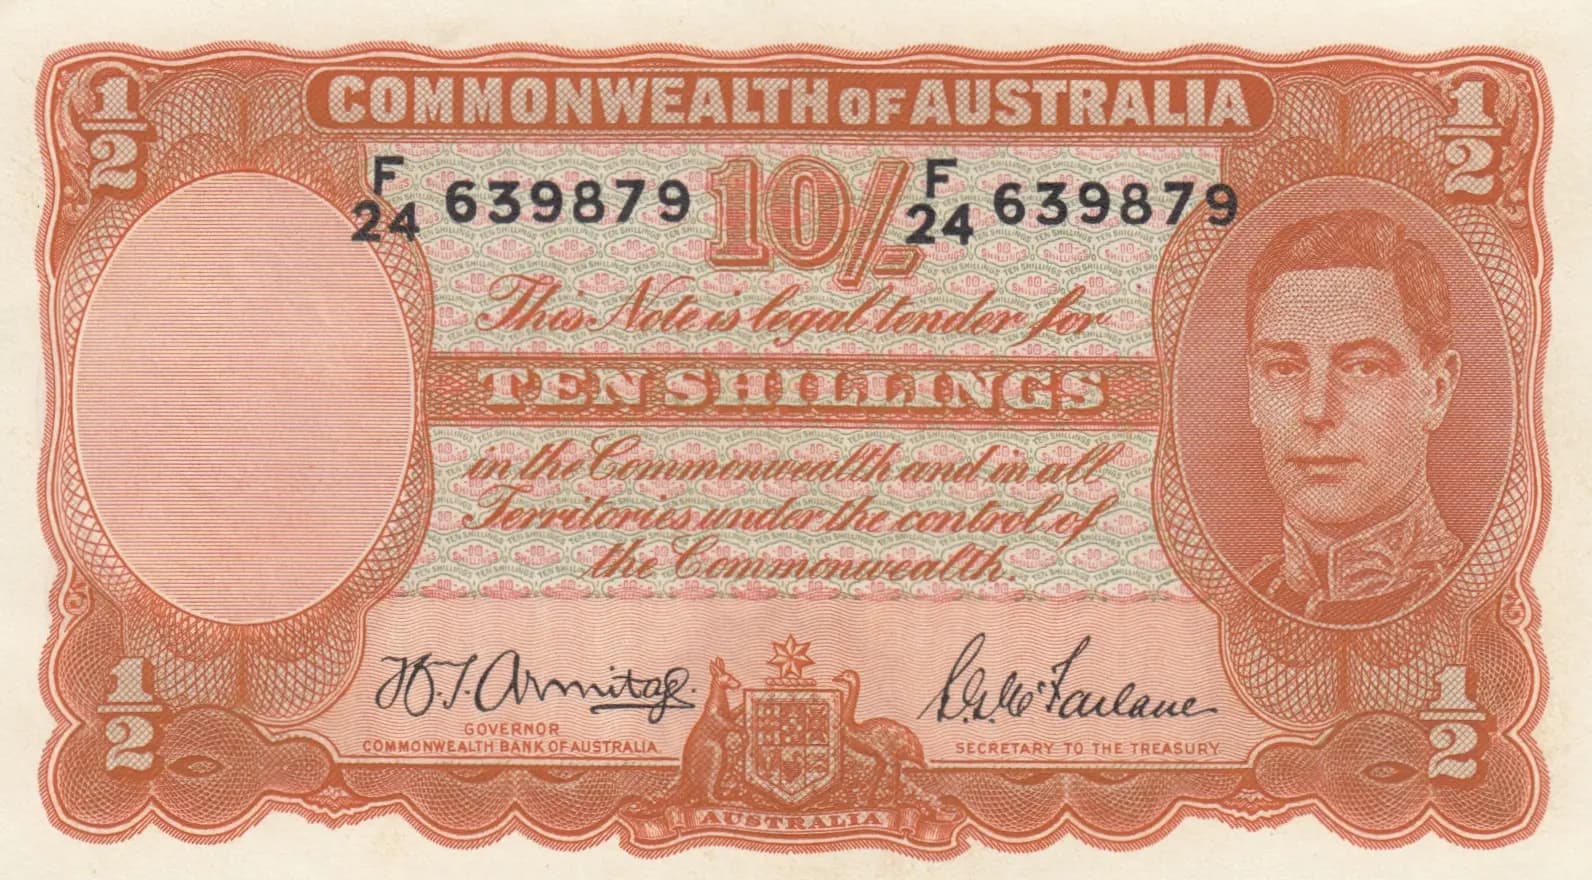 1/2 COMMONWEALTH OF AUSTRALIA 1/2
F/24 639879 10/- F/24 639879
This Note is legal tender for
TEN SHILLINGS
in the Commonwealth and in all
Territories under the control of
the Commonwealth.
H.T. Armitage.
GOVERNOR
COMMONWEALTH BANK OF AUSTRALIA.
S.G. McFarlane
SECRETARY TO THE TREASURY
1/2 AUSTRALIA 1/2